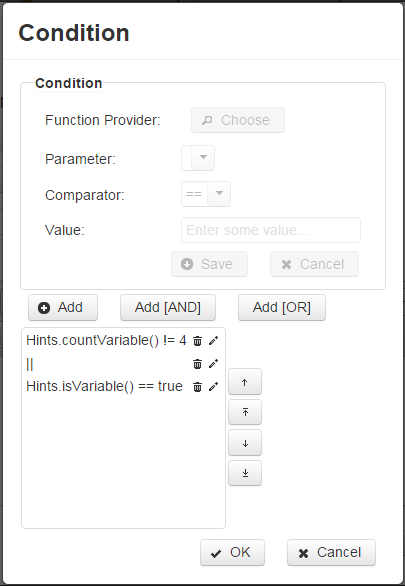 Condition
Condition
Function Provider: Choose
Parameter:
Comparator: ==
Value: Enter some value...
Save Cancel
Add Add [AND] Add [OR]
Hints.countVariable() != 4
||
Hints.isVariable() == true
OK Cancel